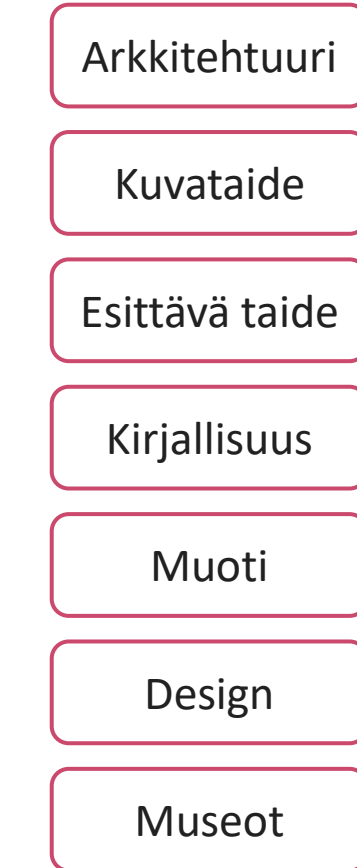 Arkkitehtuuri
Kuvataide
Esittävä taide
Kirjallisuus
Muoti
Design
Museot